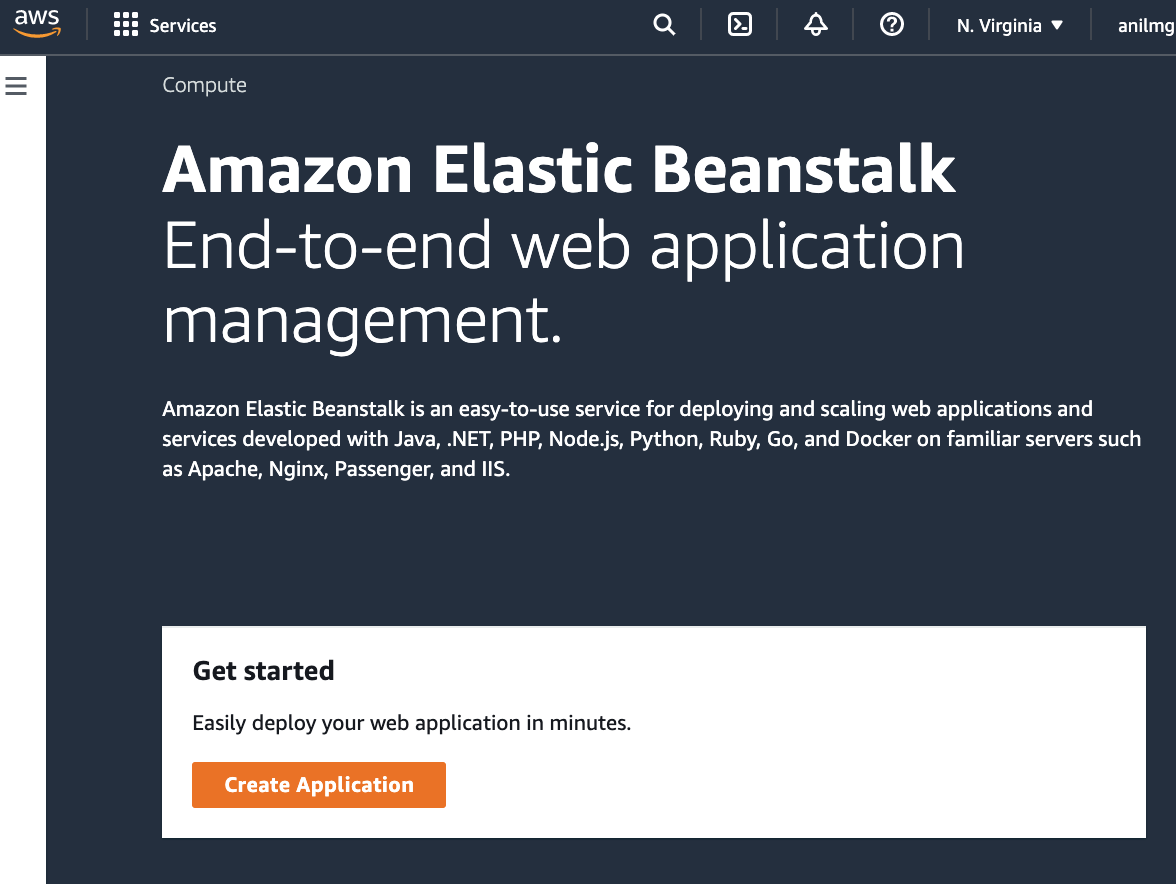 aws
Services
N. Virginia
anilmg
Compute
Amazon Elastic Beanstalk
End-to-end web application
management.
Amazon Elastic Beanstalk is an easy-to-use service for deploying and scaling web applications and
services developed with Java, .NET, PHP, Node.js, Python, Ruby, Go, and Docker on familiar servers such
as Apache, Nginx, Passenger, and IIS.
Get started
Easily deploy your web application in minutes.
Create Application